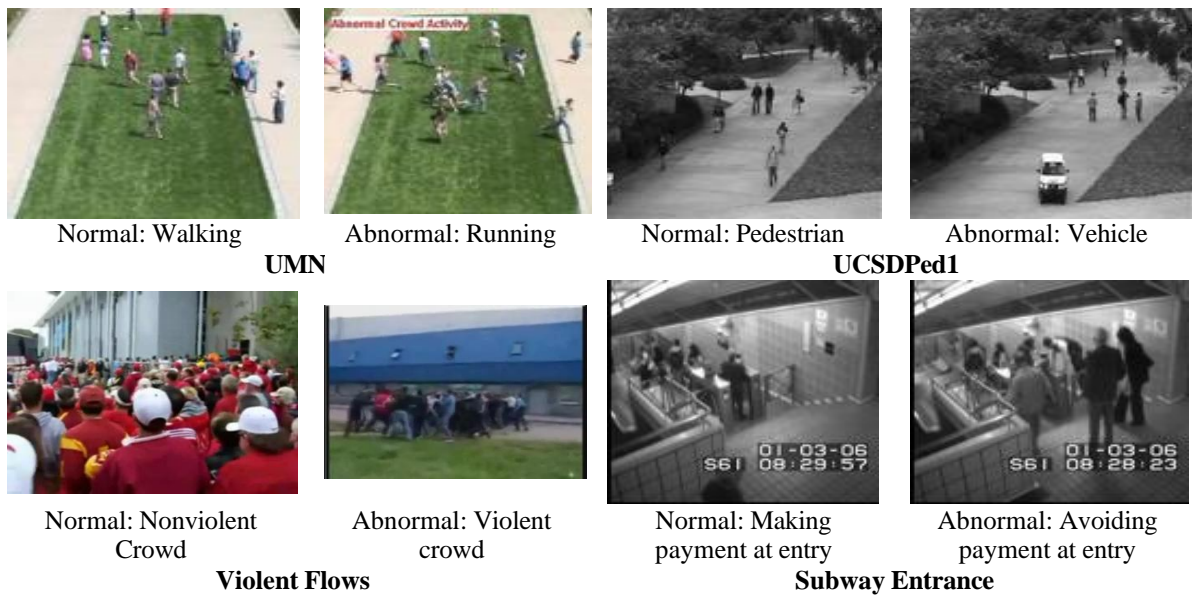 Abnormal Crowd Activity
Normal: Walking
Abnormal: Running
Normal: Pedestrian
Abnormal: Vehicle
UMN
UCSDPed1
01-03-06
S61 08:29:57
01-03-06
S61 08:28:23
Normal: Nonviolent
Crowd
Abnormal: Violent
crowd
Normal: Making
payment at entry
Abnormal: Avoiding
payment at entry
Violent Flows
Subway Entrance